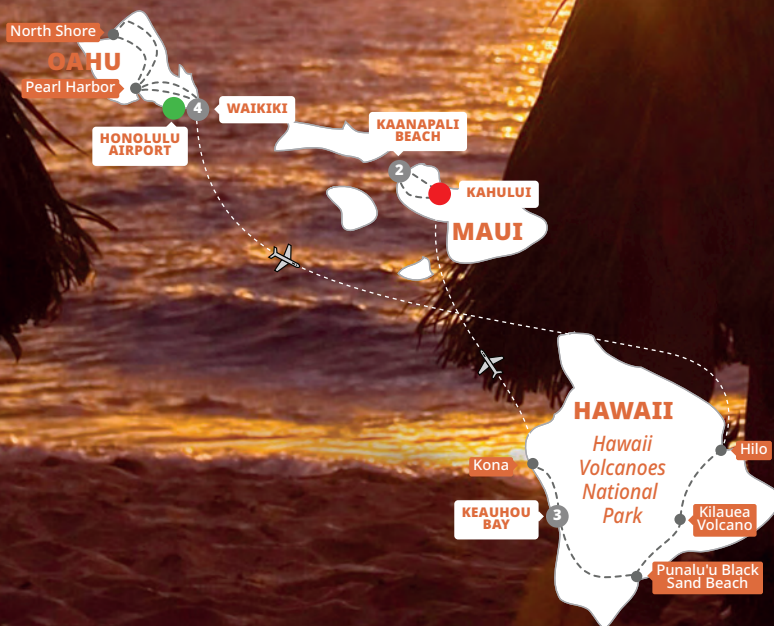 North Shore
OAHU
Pearl Harbor
4
WAIKIKI
HONOLULU
AIRPORT
KAANAPALI
BEACH
2
KAHULUI
MAUI
HAWAII
Hawaii
Volcanoes
National
Park
Kona
Hilo
KEAUHOU
BAY
3
Kilauea
Volcano
Punalu'u Black
Sand Beach